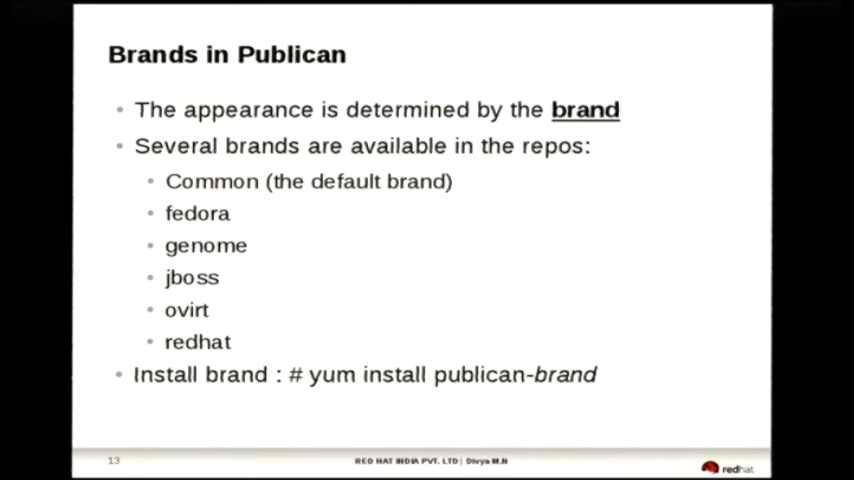 Brands in Publican
• The appearance is determined by the brand
• Several brands are available in the repos:
• Common (the default brand)
• fedora
• genome
• jboss
• ovirt
• redhat
• Install brand : # yum install publican-brand
13
RED HAT INDIA PVT. LTD | Divya M.N
redhat